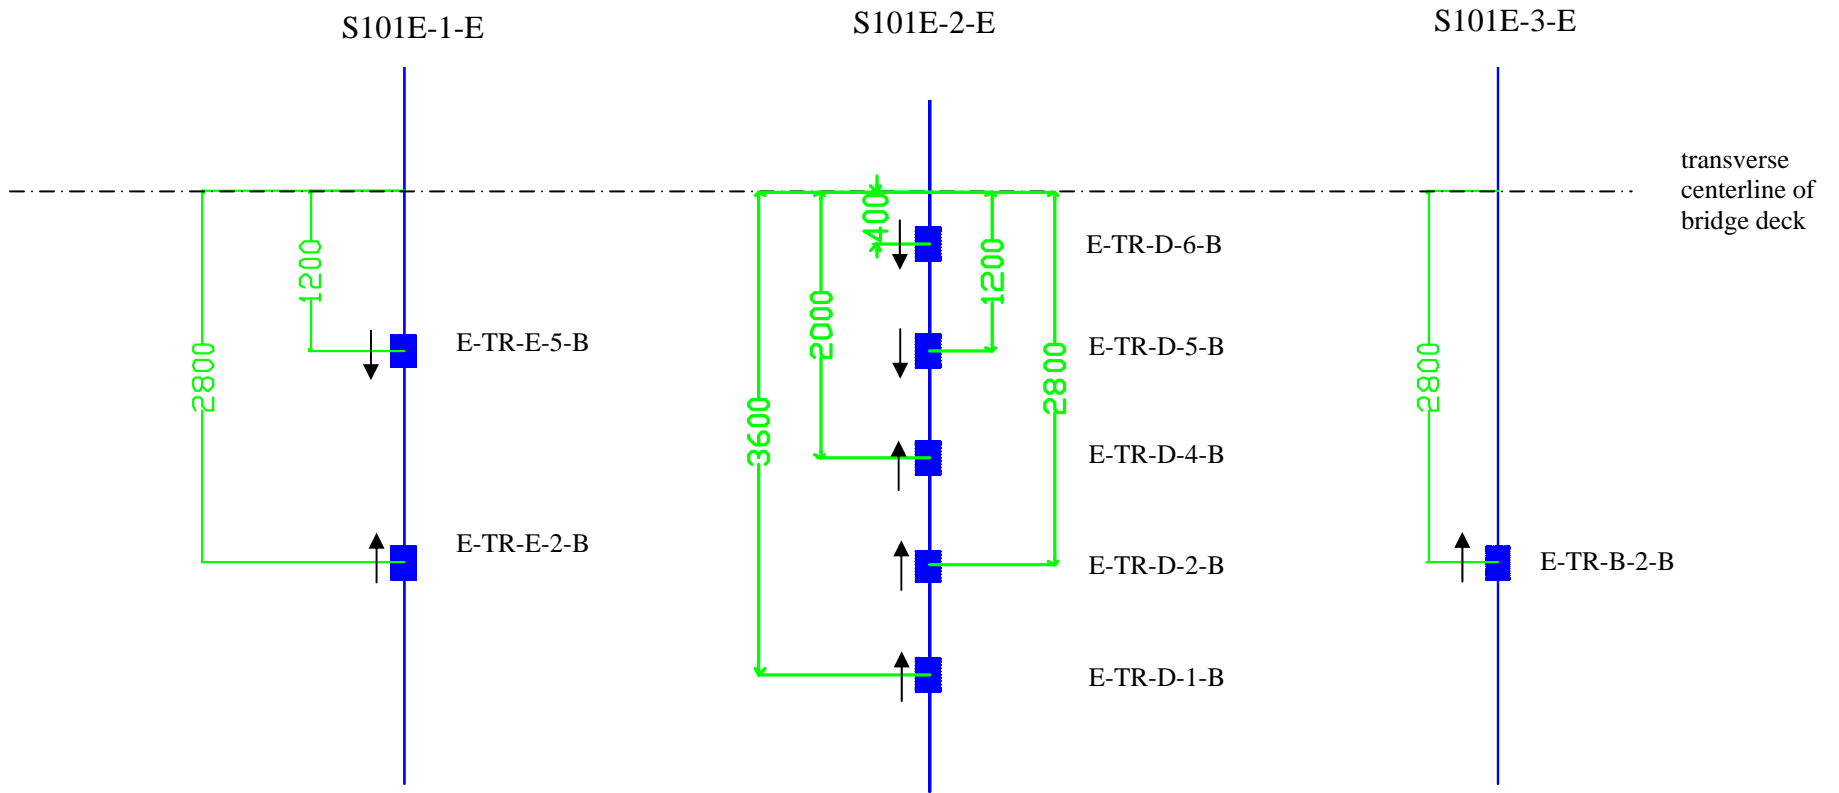 S101E-1-E
S101E-2-E
S101E-3-E
transverse
centerline of
bridge deck
400
E-TR-D-6-B
1200
1200
2000
E-TR-E-5-B
E-TR-D-5-B
2800
2800
2800
3600
E-TR-D-4-B
E-TR-E-2-B
E-TR-D-2-B
E-TR-B-2-B
E-TR-D-1-B